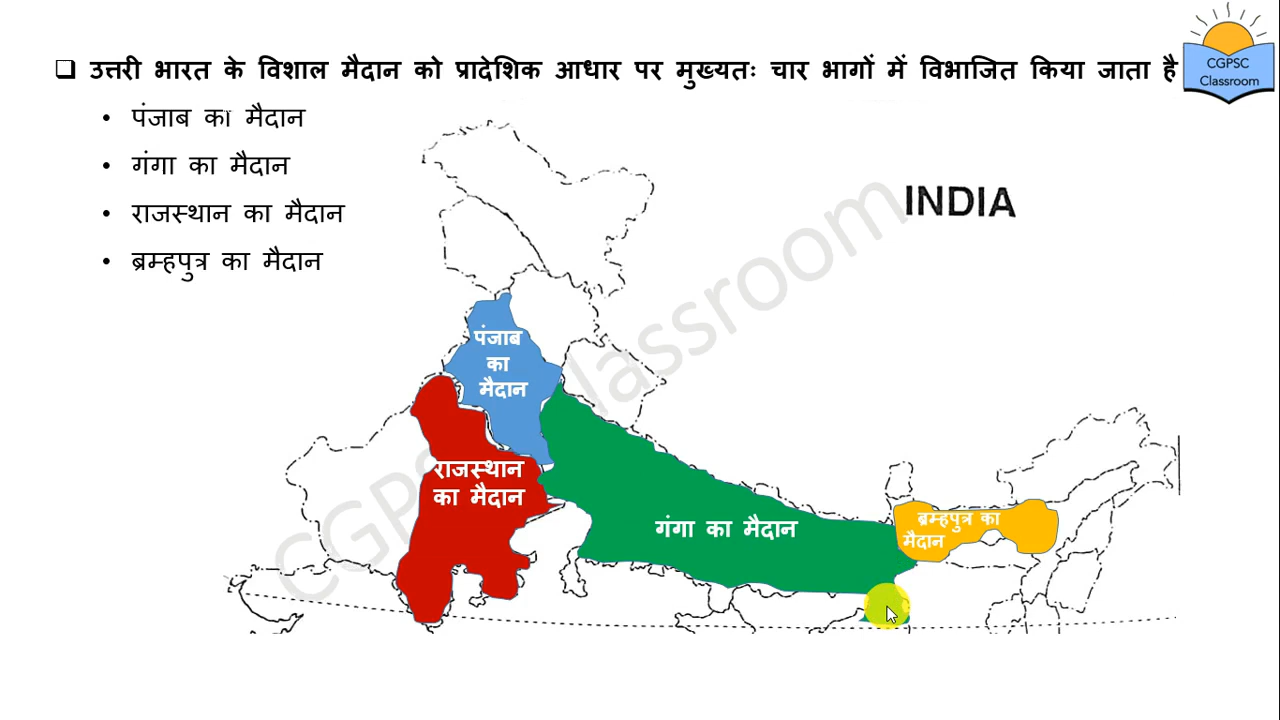 ❑ उत्तरी भारत के विशाल मैदान को प्रादेशिक आधार पर मुख्यतः चार भागों में विभाजित किया जाता है
CGPSC
Classroom
• पंजाब का मैदान
• गंगा का मैदान
• राजस्थान का मैदान
• ब्रम्हपुत्र का मैदान
INDIA
पंजाब
का
मैदान
राजस्थान
का मैदान
गंगा का मैदान
ब्रम्हपुत्र का
मैदान
CGPSC Classroom